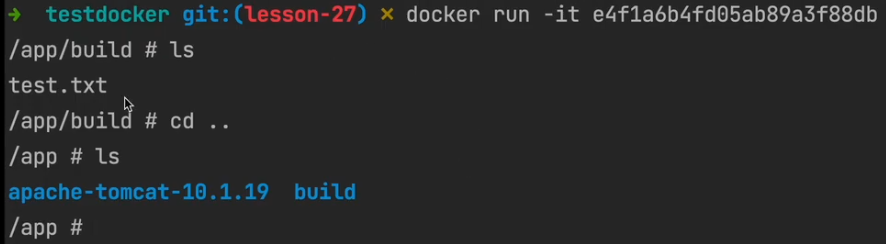 ➜  testdocker git:(lesson-27) ✗ docker run -it e4f1a6b4fd05ab89a3f88db
/app/build # ls
test.txt
/app/build # cd ..
/app # ls
apache-tomcat-10.1.19  build
/app #